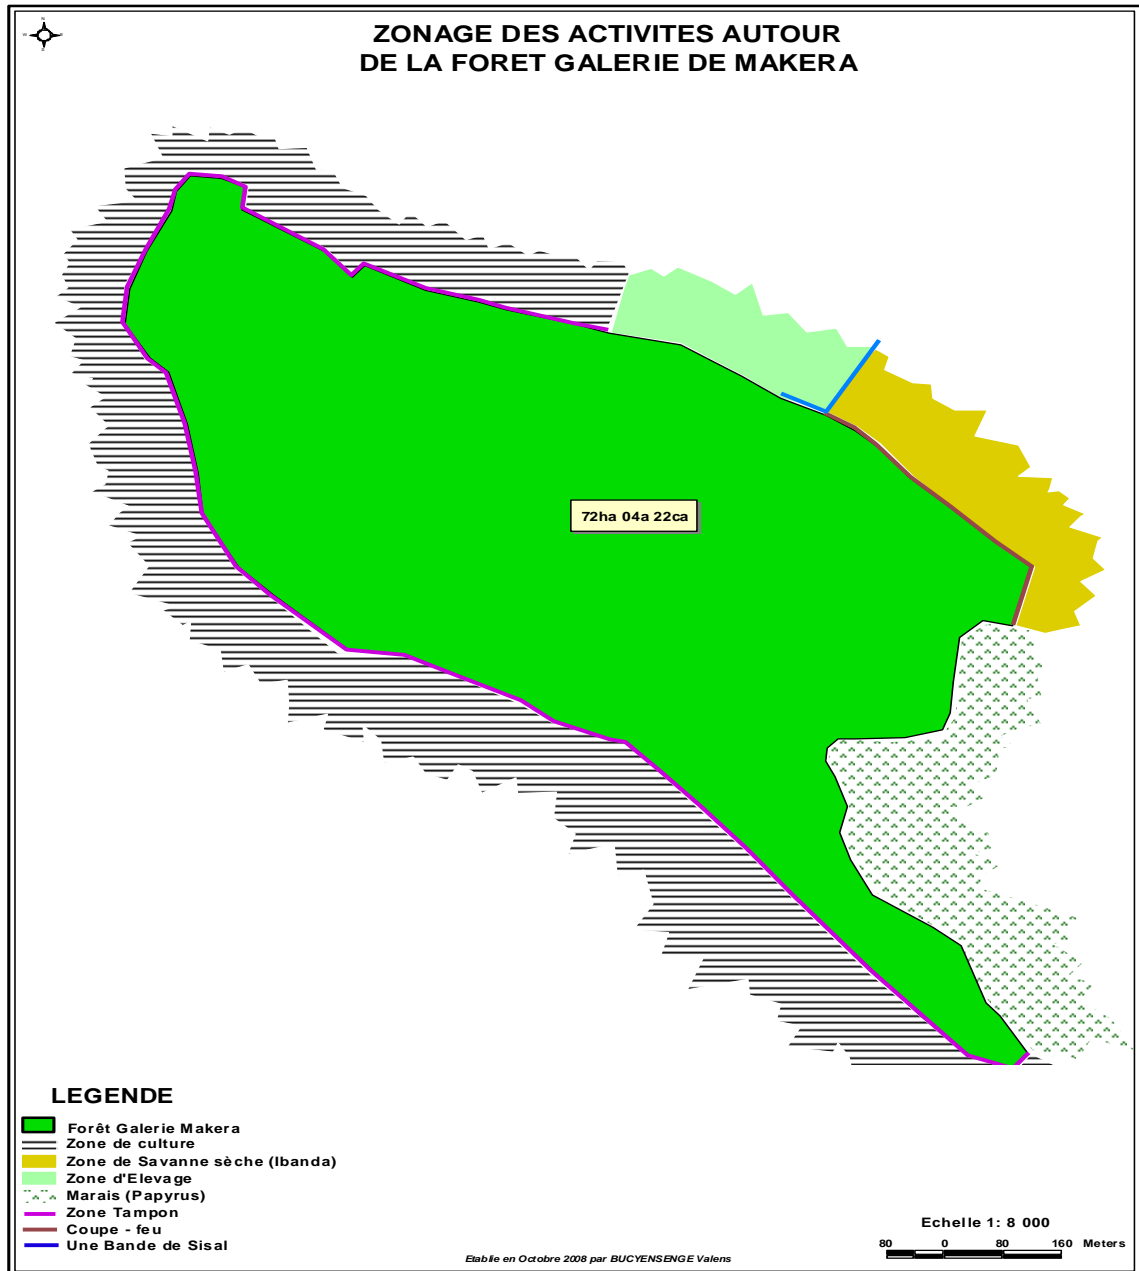 N
W
S
ZONAGE DES ACTIVITES AUTOUR
DE LA FORET GALERIE DE MAKERA
72ha 04a 22ca
LEGENDE
Forêt Galerie Makera
Zone de culture
Zone de Savanne sèche (Ibanda)
Zone d'Elevage
Marais (Papyrus)
Zone Tampon
Coupe - feu
Une Bande de Sisal
Etablie en Octobre 2008 par BUCYENSENGE Valens
Echelle 1: 8 000
80 0 80 160 Meters